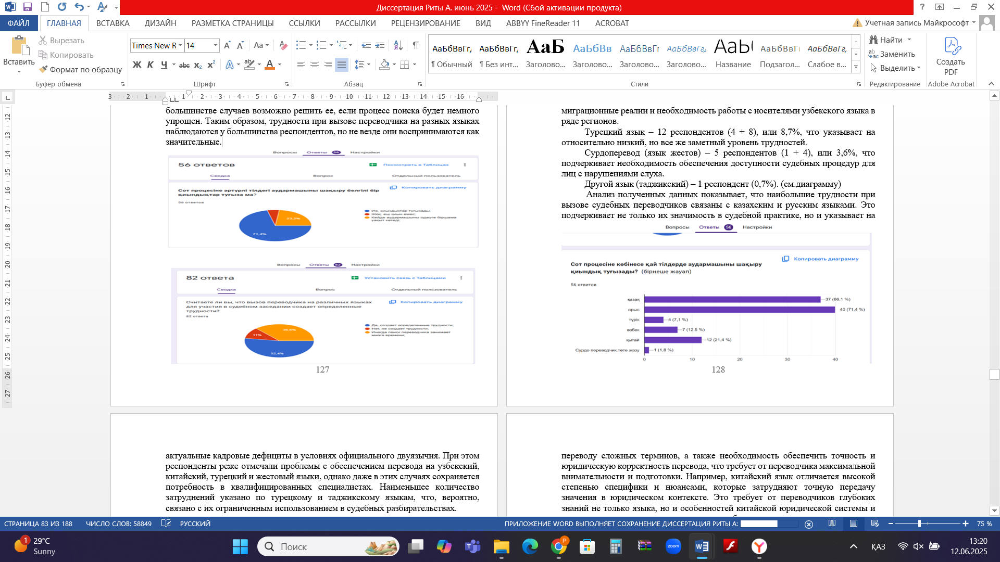 Диссертация Риты А. июнь 2025 - Word (Сбой активации продукта)
ФАЙЛ ГЛАВНАЯ ВСТАВКА ДИЗАЙН РАЗМЕТКА СТРАНИЦЫ ССЫЛКИ РАССЫЛКИ РЕЦЕНЗИРОВАНИЕ ВИД ABBYY FineReader 11 ACROBAT Учетная запись Майкрософт
Вставить
Вырезать
Копировать
Формат по образцу
Буфер обмена
Times New R 14
Ж К Ч abc x₂ x²
Шрифт
Абзац
АаБбВвГг, АаБбВвГг, АаБ АаБбВв АаБбВвГг АаБбВвГг, АаБ АаБбВвГг АаБбВвГг,
¶ Обычный ¶ Без инт... Заголово... Заголово... Заголово... Заголово... Название Подзагол... Слабое в...
Стили
Найти
Заменить
Выделить
Редактирование
Создать PDF
Adobe Acrobat
3 2 1 1 2 3 4 5 6 7 8 9 10 11 12 13 14 15 16
12 13 14 15 16 17 18 19 20 21 22 23 24 25 26 27
большинстве случаев возможно решить ее, если процесс поиска будет немного
упрощен. Таким образом, трудности при вызове переводчика на разных языках
наблюдаются у большинства респондентов, но не везде они воспринимаются как
значительные.
Вопросы Ответы 56 Настройки
56 ответов
Посмотреть в Таблицах
Сводка Вопрос Отдельный пользователь
Копировать диаграмму
Сот процесіне әртүрлі тілдегі аудармашыны шақыру белгілі бір
қиындықтар туғыза ма?
56 ответов
Иә, қиындықтар туғызады;
Жоқ, еш қиын емес;
Кейде аудармашыны іздеуге біршама
уақыт кетеді;
23,2%
71,4%
Вопросы Ответы 82 Настройки
82 ответа
Установить связь с Таблицами
Сводка Вопрос Отдельный пользователь
Считаете ли вы, что вызов переводчика на различных языках
для участия в судебном заседании создает определенные
трудности?
Копировать диаграмму
82 ответа
Да, создает определенные трудности;
Нет, не создает трудности;
Иногда поиск переводчика занимает
много времени;
36,6%
11%
52,4%
127
миграционные реалии и необходимость работы с носителями узбекского языка в
ряде регионов.
Турецкий язык – 12 респондентов (4 + 8), или 8,7%, что указывает на
относительно низкий, но все же заметный уровень трудностей.
Сурдоперевод (язык жестов) – 5 респондентов (1 + 4), или 3,6%, что
подчеркивает необходимость обеспечения доступности судебных процедур для
лиц с нарушениями слуха.
Другой язык (таджикский) – 1 респондент (0,7%). (см.диаграмму)
Анализ полученных данных показывает, что наибольшие трудности при
вызове судебных переводчиков связаны с казахским и русским языками. Это
подчеркивает не только их значимость в судебной практике, но и указывает на
Вопросы Ответы 56 Настройки
Копировать диаграмму
Сот процесіне көбінесе қай тілдерде аудармашыны шақыру
қиындық туғызады? (бірнеше жауап)
56 ответов
қазақ 37 (66,1 %)
орыс 40 (71,4 %)
түрік 4 (7,1 %)
өзбек 7 (12,5 %)
қытай 12 (21,4 %)
Сурдо переводчик.төте жазу 1 (1,8 %)
0 10 20 30 40
128
актуальные кадровые дефициты в условиях официального двуязычия. При этом
респонденты реже отмечали проблемы с обеспечением перевода на узбекский,
китайский, турецкий и жестовый языки, однако даже в этих случаях сохраняется
потребность в квалифицированных специалистах. Наименьшее количество
затруднений указано по турецкому и таджикскому языкам, что, вероятно,
связано с их ограниченным использованием в судебных разбирательствах.
переводу сложных терминов, а также необходимость обеспечить точность и
юридическую корректность перевода, что требует от переводчика максимальной
внимательности и подготовки. Например, китайский язык отличается высокой
степенью специфики и нюансами, которые затрудняют точную передачу
значения в юридическом контексте. Это требует от переводчиков глубоких
знаний не только языка, но и особенностей китайской юридической системы и
СТРАНИЦА 83 ИЗ 188 ЧИСЛО СЛОВ: 58849 РУССКИЙ ПРИЛОЖЕНИЕ WORD ВЫПОЛНЯЕТ СОХРАНЕНИЕ ДИССЕРТАЦИЯ РИТЫ А: 75 %
1 29°C
Sunny
Поиск
zoom
ҚАЗ
13:20
12.06.2025